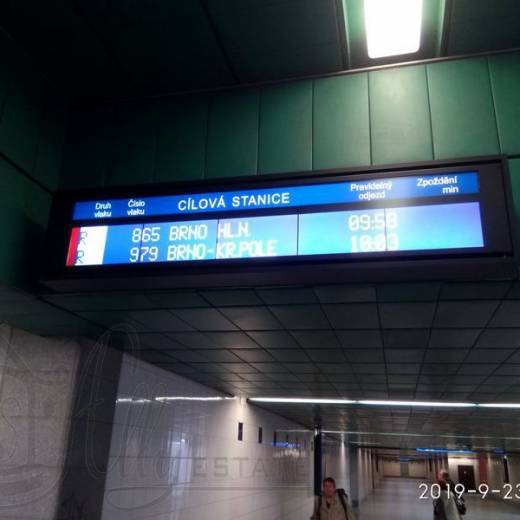 Druh vlaku Číslo vlaku CÍLOVÁ STANICE Pravidelný odjezd Zpoždění min
R 865 BRNO HL.N. 09:58
R 979 BRNO-KR.POLE 10:03
ESTATE
2019-9-23